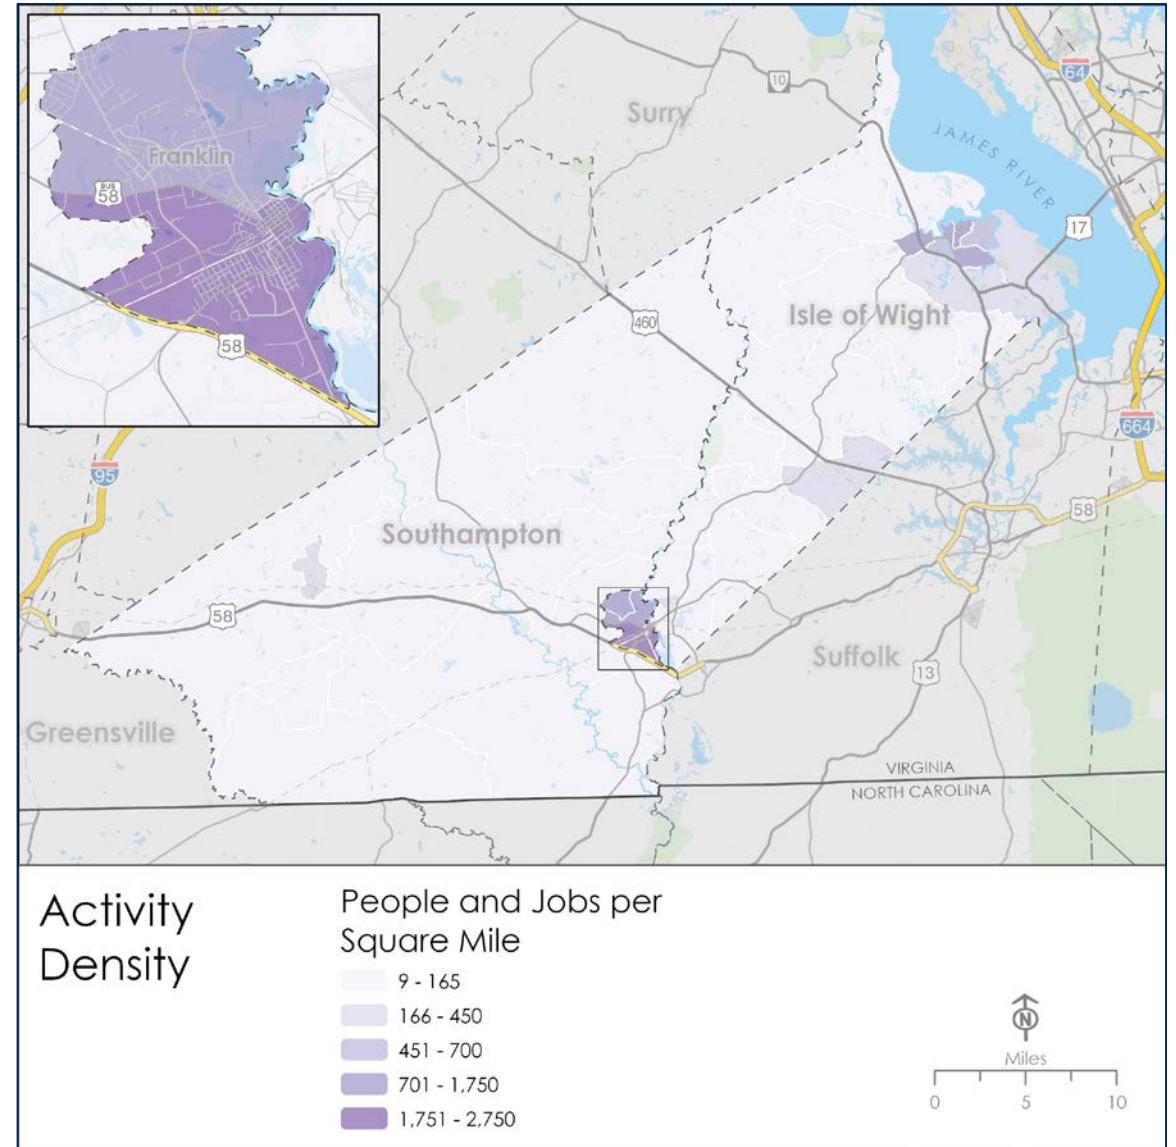 Franklin
BUS
58
58
10
64
Surry
JAMES RIVER
17
460
Isle of Wight
664
95
58
Southampton
58
Suffolk
13
Greensville
VIRGINIA
NORTH CAROLINA
Activity
Density
People and Jobs per
Square Mile
9 - 165
166 - 450
451 - 700
701 - 1,750
1,751 - 2,750
N
Miles
0 5 10